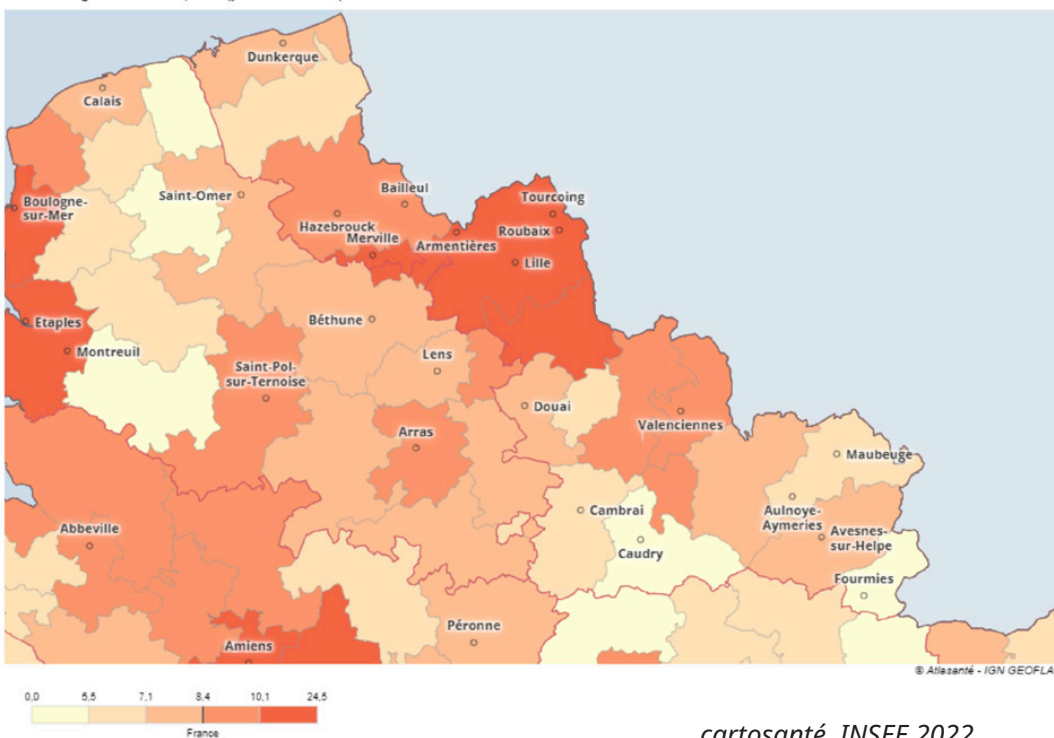 Dunkerque
Calais
Saint-Omer
Bailleul
Boulogne-
sur-Mer
Tourcoing
Hazebrouck
Merville
Armentières
Roubaix
Lille
Etaples
Béthune
Montreuil
Lens
Saint-Pol-
sur-Ternoise
Douai
Valenciennes
Arras
Maubeuge
Cambrai
Aulnoye-
Aymeries
Abbeville
Avesnes-
sur-Helpe
Caudry
Fourmies
Péronne
Amiens
© Atlasanté - IGN GEOFLA
0,0 5,5 7,1 8,4 10,1 24,5
France
cartosanté, INSEE 2022